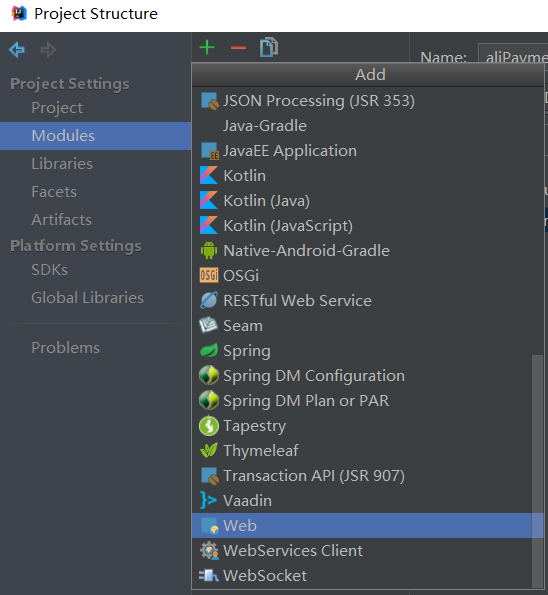 Project Structure
Project Settings
Project
Modules
Libraries
Facets
Artifacts
Platform Settings
SDKs
Global Libraries
Problems
Name: aliPayme
Add
JSON Processing (JSR 353)
Java-Gradle
JavaEE Application
Kotlin
Kotlin (Java)
Kotlin (JavaScript)
Native-Android-Gradle
OSGi
RESTful Web Service
Seam
Spring
Spring DM Configuration
Spring DM Plan or PAR
Tapestry
Thymeleaf
Transaction API (JSR 907)
Vaadin
Web
WebServices Client
WebSocket